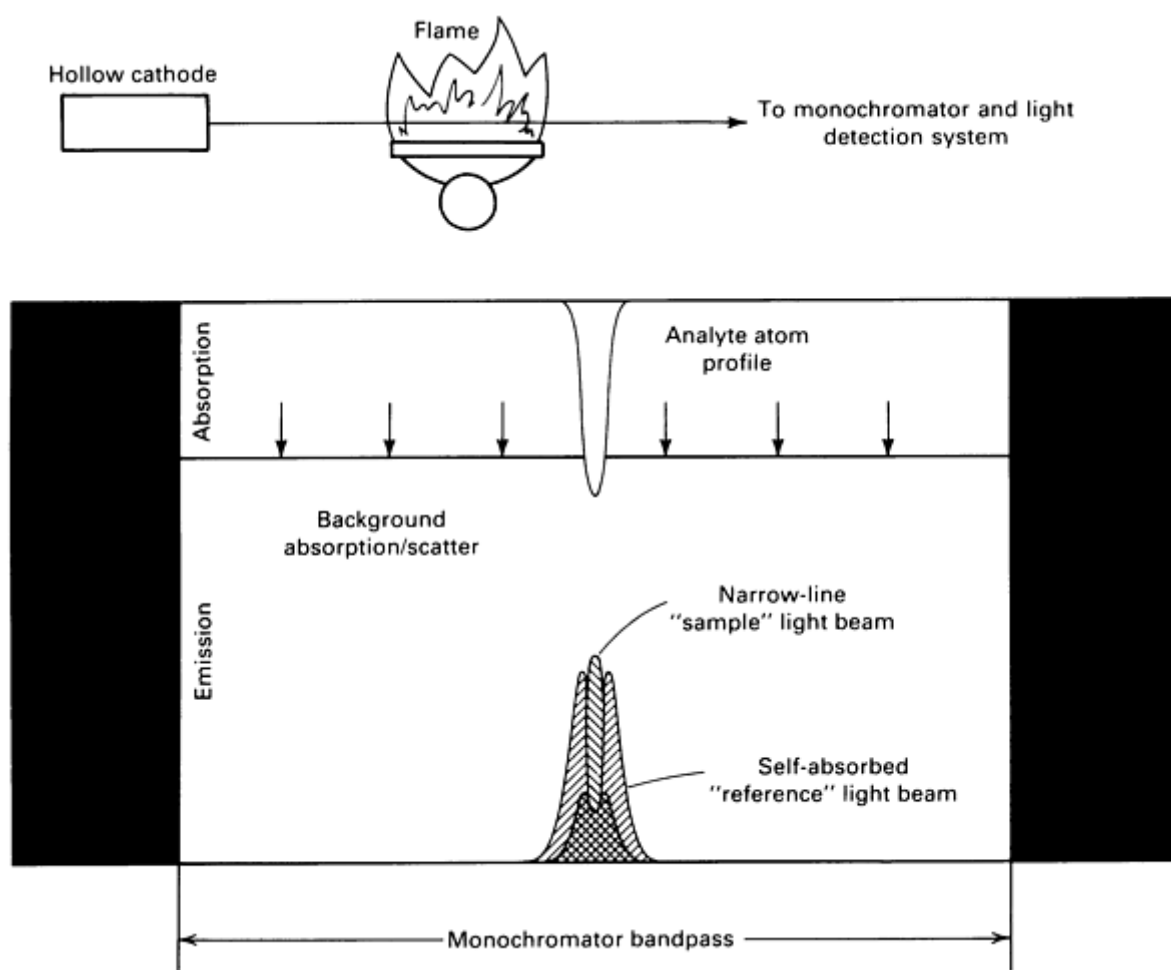 Flame
Hollow cathode
To monochromator and light
detection system
Absorption
Analyte atom
profile
Background
absorption/scatter
Emission
Narrow-line
"sample" light beam
Self-absorbed
"reference" light beam
Monochromator bandpass